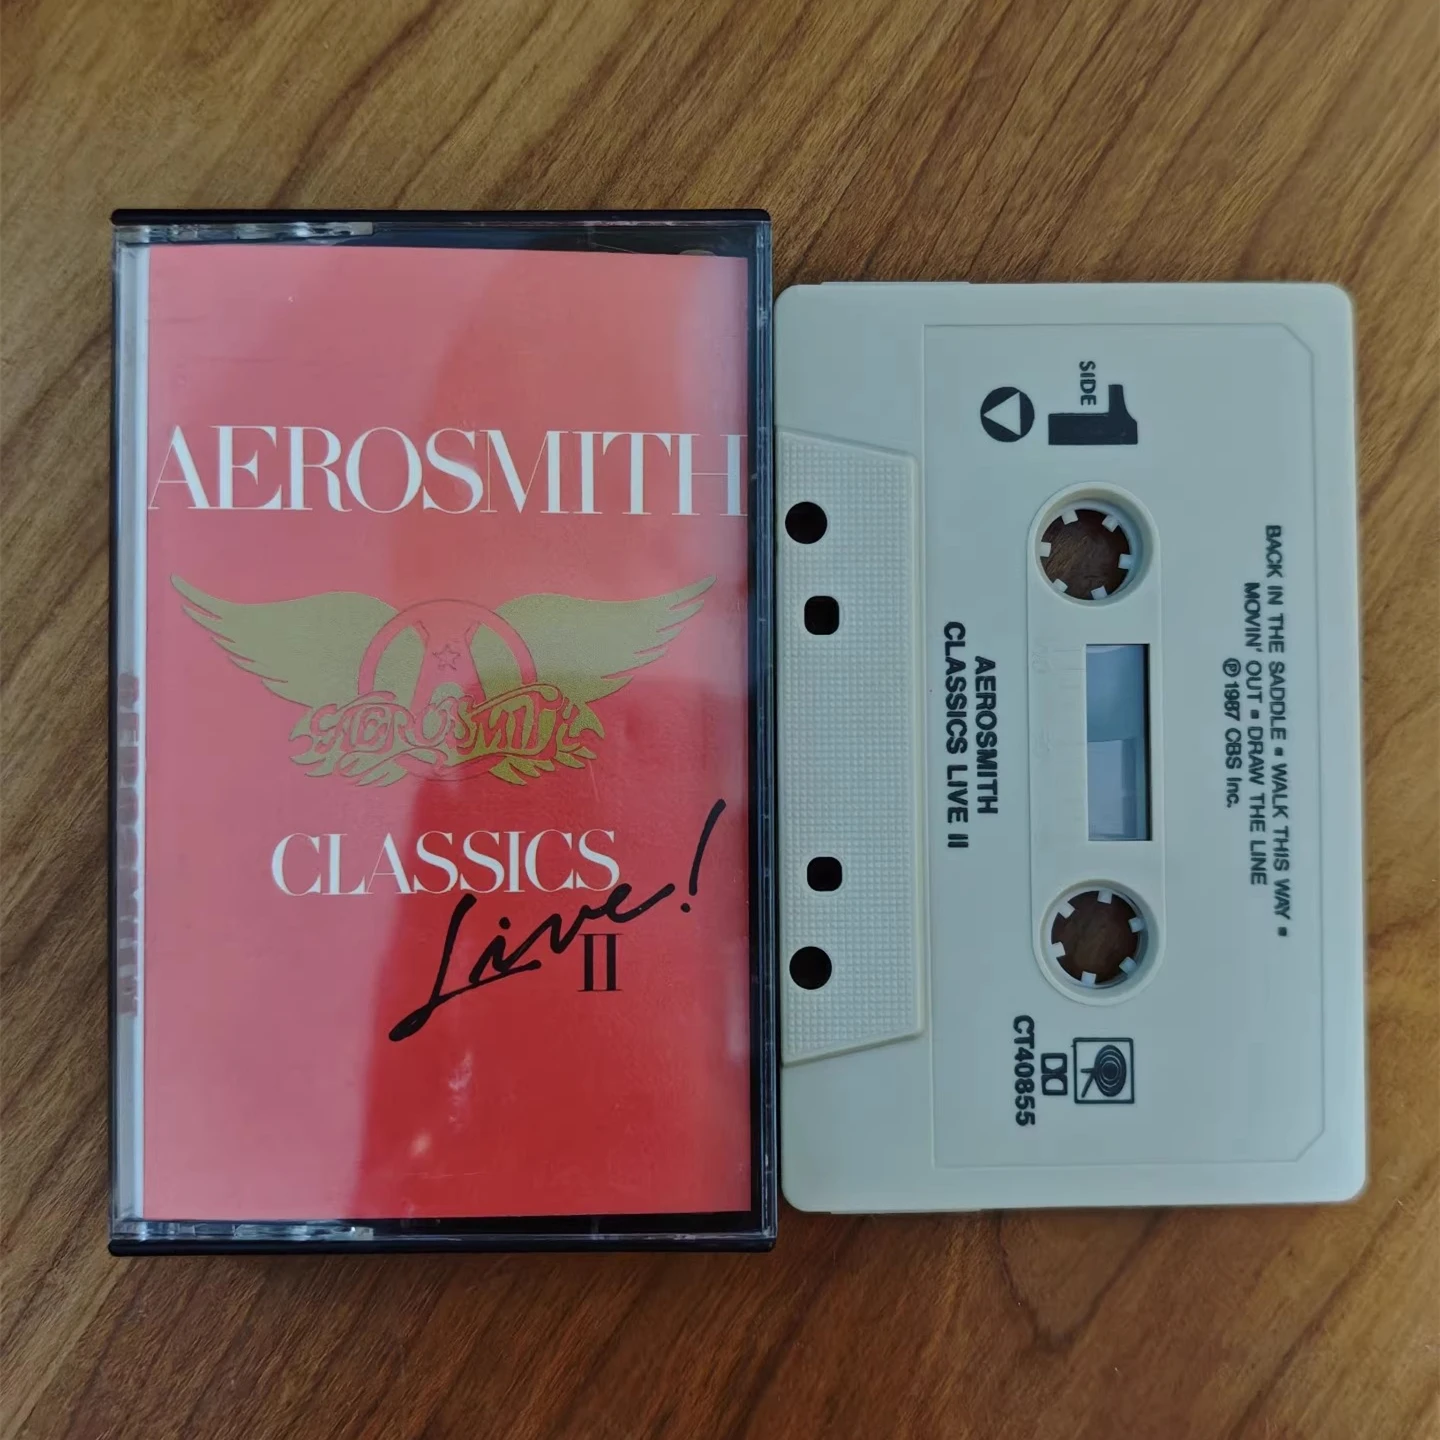 AEROSMITH
AEROSMITH
CLASSICS
Live!
II
SIDE
1
AEROSMITH
CLASSICS LIVE II
BACK IN THE SADDLE ▪ WALK THIS WAY ▪
MOVIN' OUT ▪ DRAW THE LINE
℗ 1987 CBS Inc.
CT40855